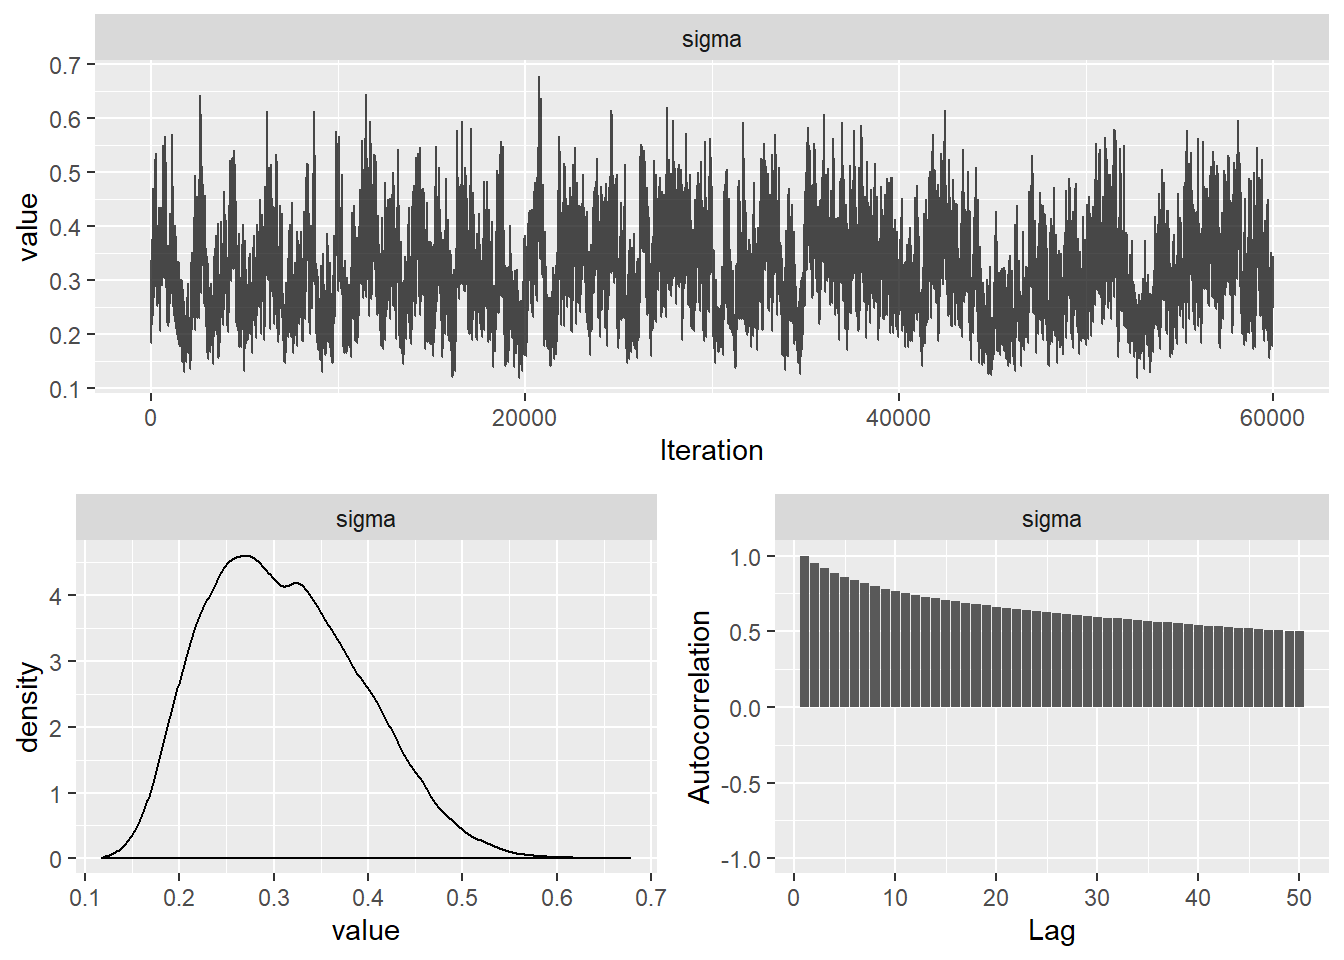 sigma
value
0.7
0.6
0.5
0.4
0.3
0.2
0.1
0 20000 40000 60000
Iteration
sigma
density
4
3
2
1
0
0.1 0.2 0.3 0.4 0.5 0.6 0.7
value
sigma
Autocorrelation
1.0
0.5
0.0
-0.5
-1.0
0 10 20 30 40 50
Lag